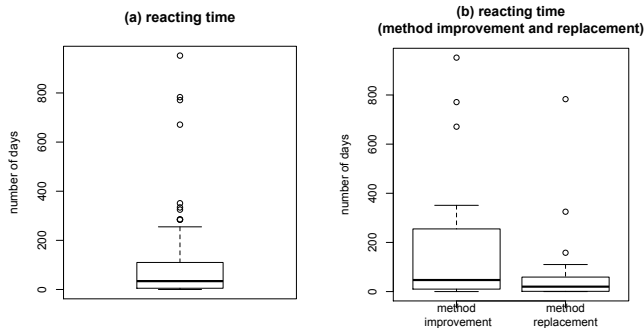 (a) reacting time
number of days
800
600
400
200
0
(b) reacting time
(method improvement and replacement)
number of days
800
600
400
200
0
method
improvement
method
replacement